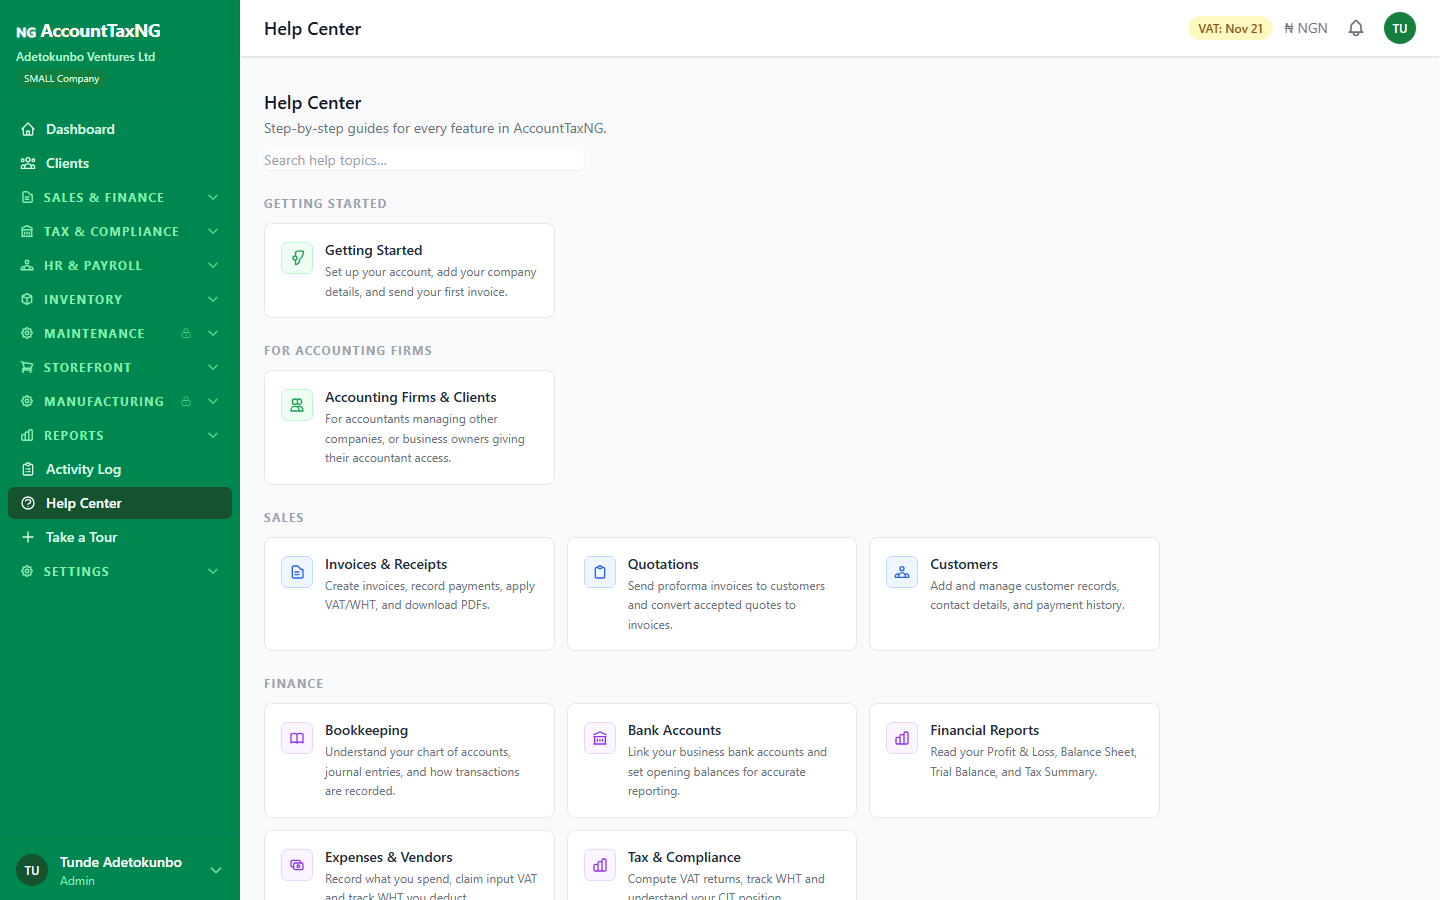 NG AccountTaxNG
Adetokunbo Ventures Ltd
SMALL Company
Dashboard
Clients
SALES & FINANCE
TAX & COMPLIANCE
HR & PAYROLL
INVENTORY
MAINTENANCE
STOREFRONT
MANUFACTURING
REPORTS
Activity Log
Help Center
Take a Tour
SETTINGS
TU
Tunde Adetokunbo
Admin
Help Center
VAT: Nov 21
₦ NGN
TU
Help Center
Step-by-step guides for every feature in AccountTaxNG.
Search help topics...
GETTING STARTED
Getting Started
Set up your account, add your company
details, and send your first invoice.
FOR ACCOUNTING FIRMS
Accounting Firms & Clients
For accountants managing other
companies, or business owners giving
their accountant access.
SALES
Invoices & Receipts
Create invoices, record payments, apply
VAT/WHT, and download PDFs.
Quotations
Send proforma invoices to customers
and convert accepted quotes to
invoices.
Customers
Add and manage customer records,
contact details, and payment history.
FINANCE
Bookkeeping
Understand your chart of accounts,
journal entries, and how transactions
are recorded.
Bank Accounts
Link your business bank accounts and
set opening balances for accurate
reporting.
Financial Reports
Read your Profit & Loss, Balance Sheet,
Trial Balance, and Tax Summary.
Expenses & Vendors
Record what you spend, claim input VAT
and track WHT you deduct.
Tax & Compliance
Compute VAT returns, track WHT and
understand your CIT position.